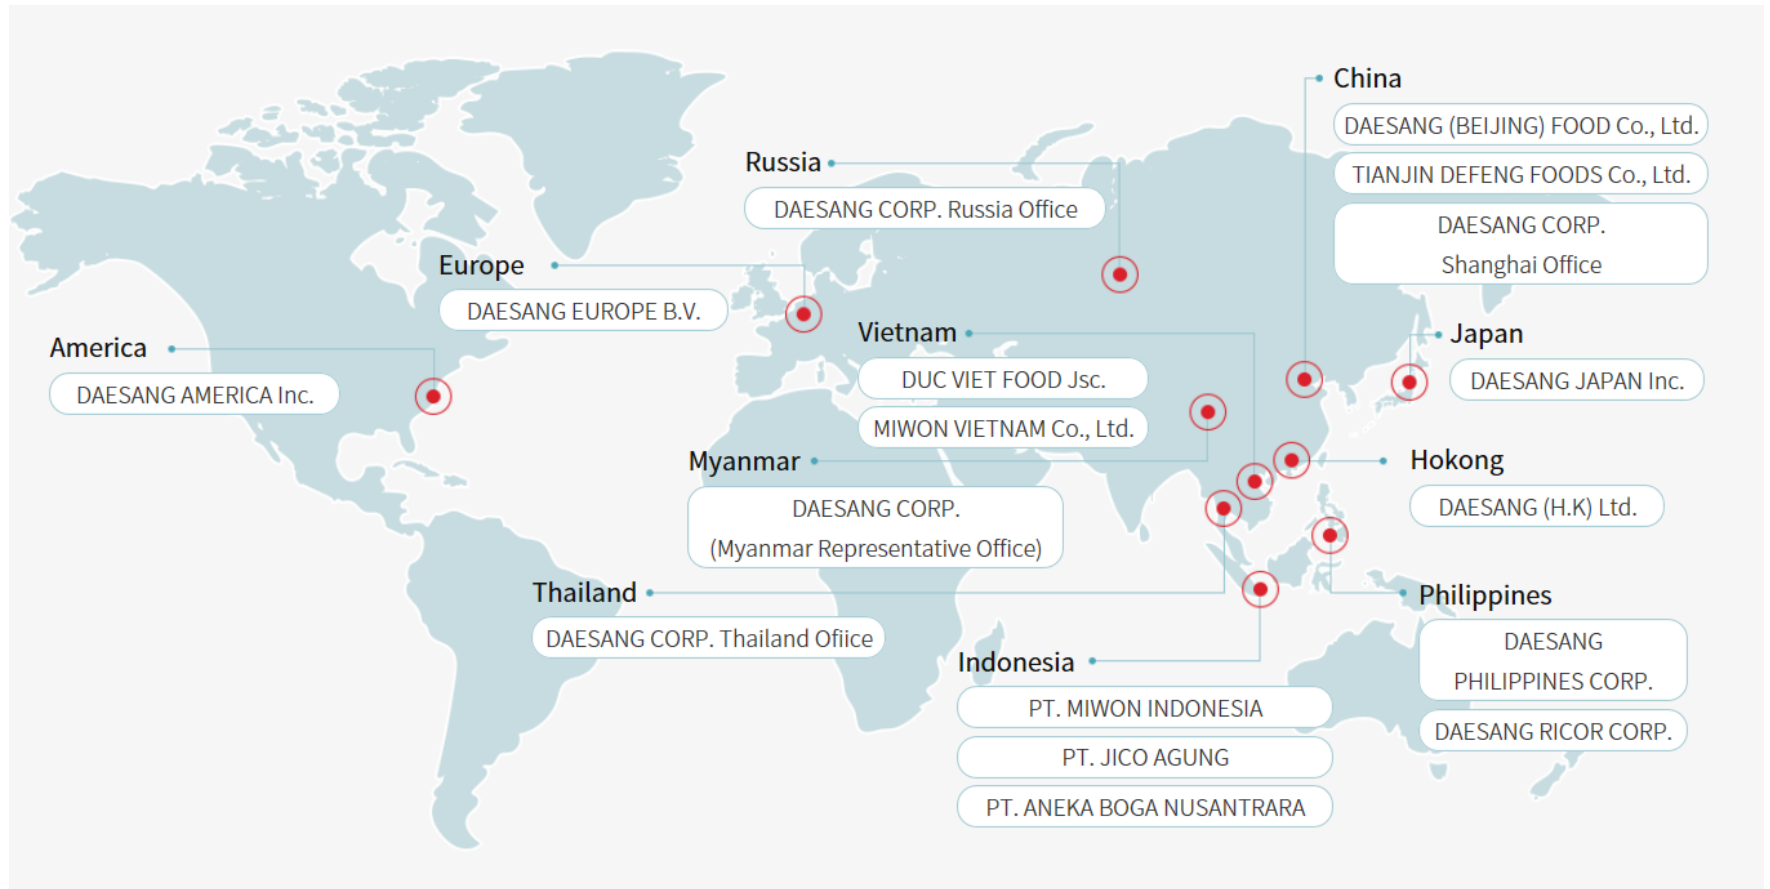 China
DAESANG (BEIJING) FOOD Co., Ltd.
TIANJIN DEFENG FOODS Co., Ltd.
DAESANG CORP.
Shanghai Office
Russia
DAESANG CORP. Russia Office
Europe
DAESANG EUROPE B.V.
America
DAESANG AMERICA Inc.
Vietnam
DUC VIET FOOD Jsc.
MIWON VIETNAM Co., Ltd.
Japan
DAESANG JAPAN Inc.
Myanmar
DAESANG CORP.
(Myanmar Representative Office)
Hokong
DAESANG (H.K) Ltd.
Thailand
DAESANG CORP. Thailand Ofiice
Philippines
DAESANG
PHILIPPINES CORP.
DAESANG RICOR CORP.
Indonesia
PT. MIWON INDONESIA
PT. JICO AGUNG
PT. ANEKA BOGA NUSANTRARA